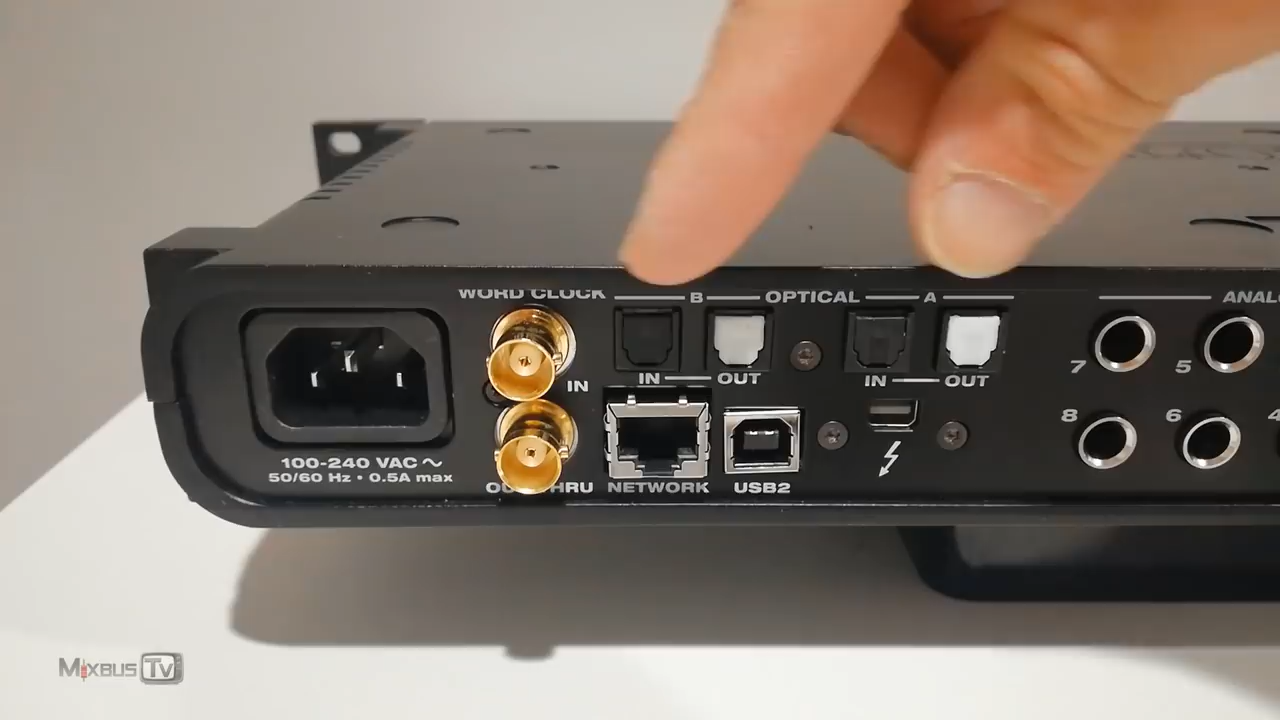 WORD CLOCK
B OPTICAL A
IN OUT
IN OUT
IN
7 5
8 6 4
100-240 VAC ~
50/60 Hz • 0.5A max
NETWORK
USB2
MIXBUS TV